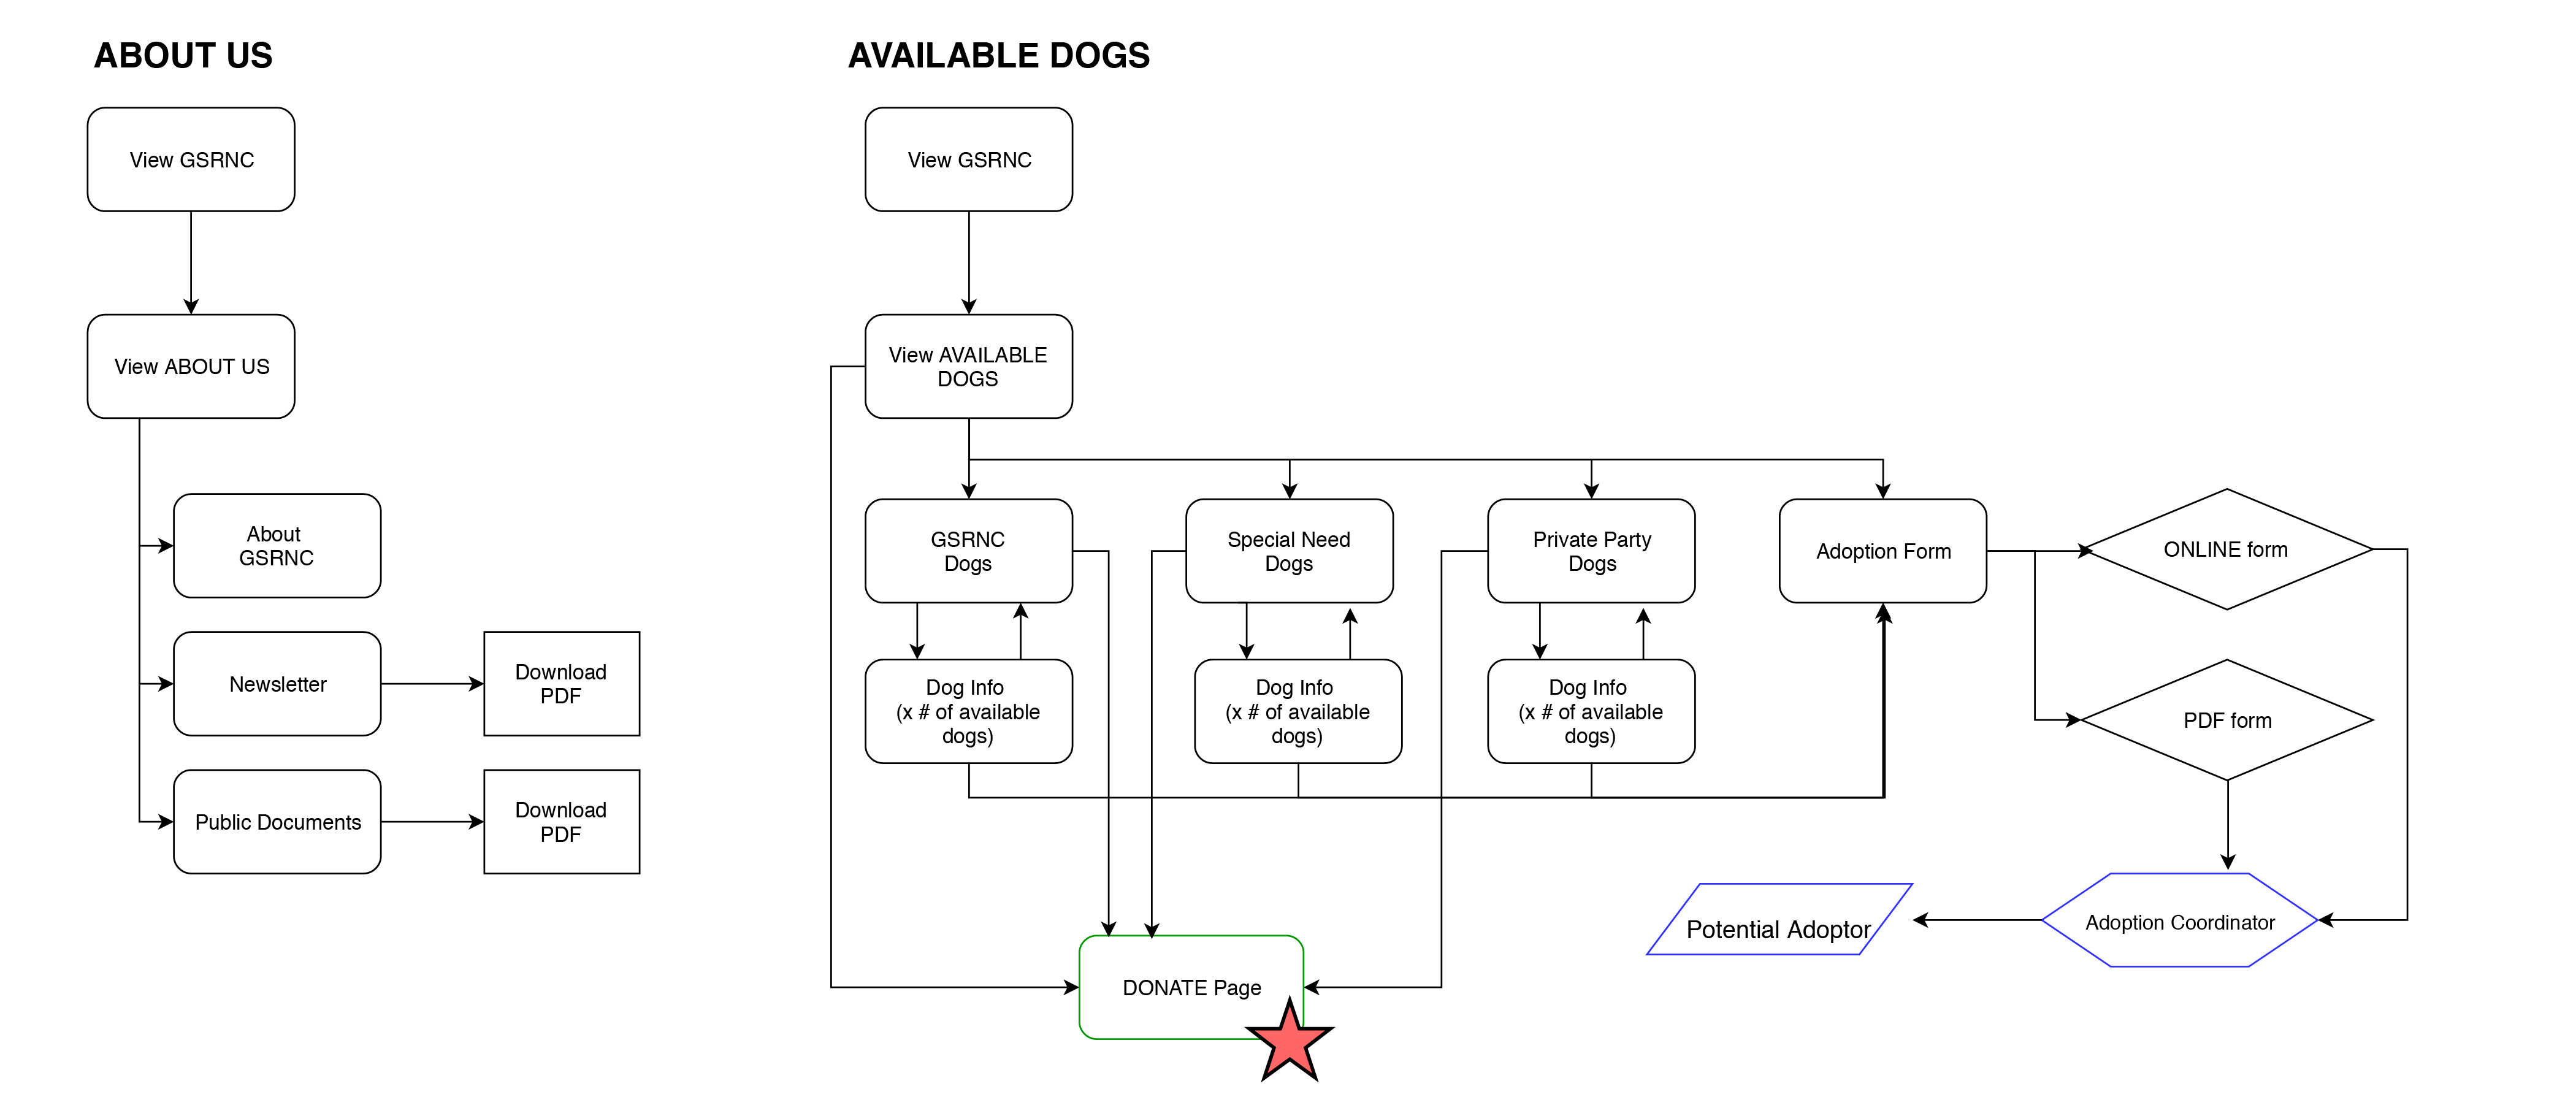 ABOUT US
View GSRNC
View ABOUT US
About
GSRNC
Newsletter
Download
PDF
Public Documents
Download
PDF
AVAILABLE DOGS
View GSRNC
View AVAILABLE
DOGS
GSRNC
Dogs
Special Need
Dogs
Private Party
Dogs
Adoption Form
ONLINE form
Dog Info
(x # of available
dogs)
Dog Info
(x # of available
dogs)
Dog Info
(x # of available
dogs)
PDF form
Potential Adoptor
Adoption Coordinator
DONATE Page